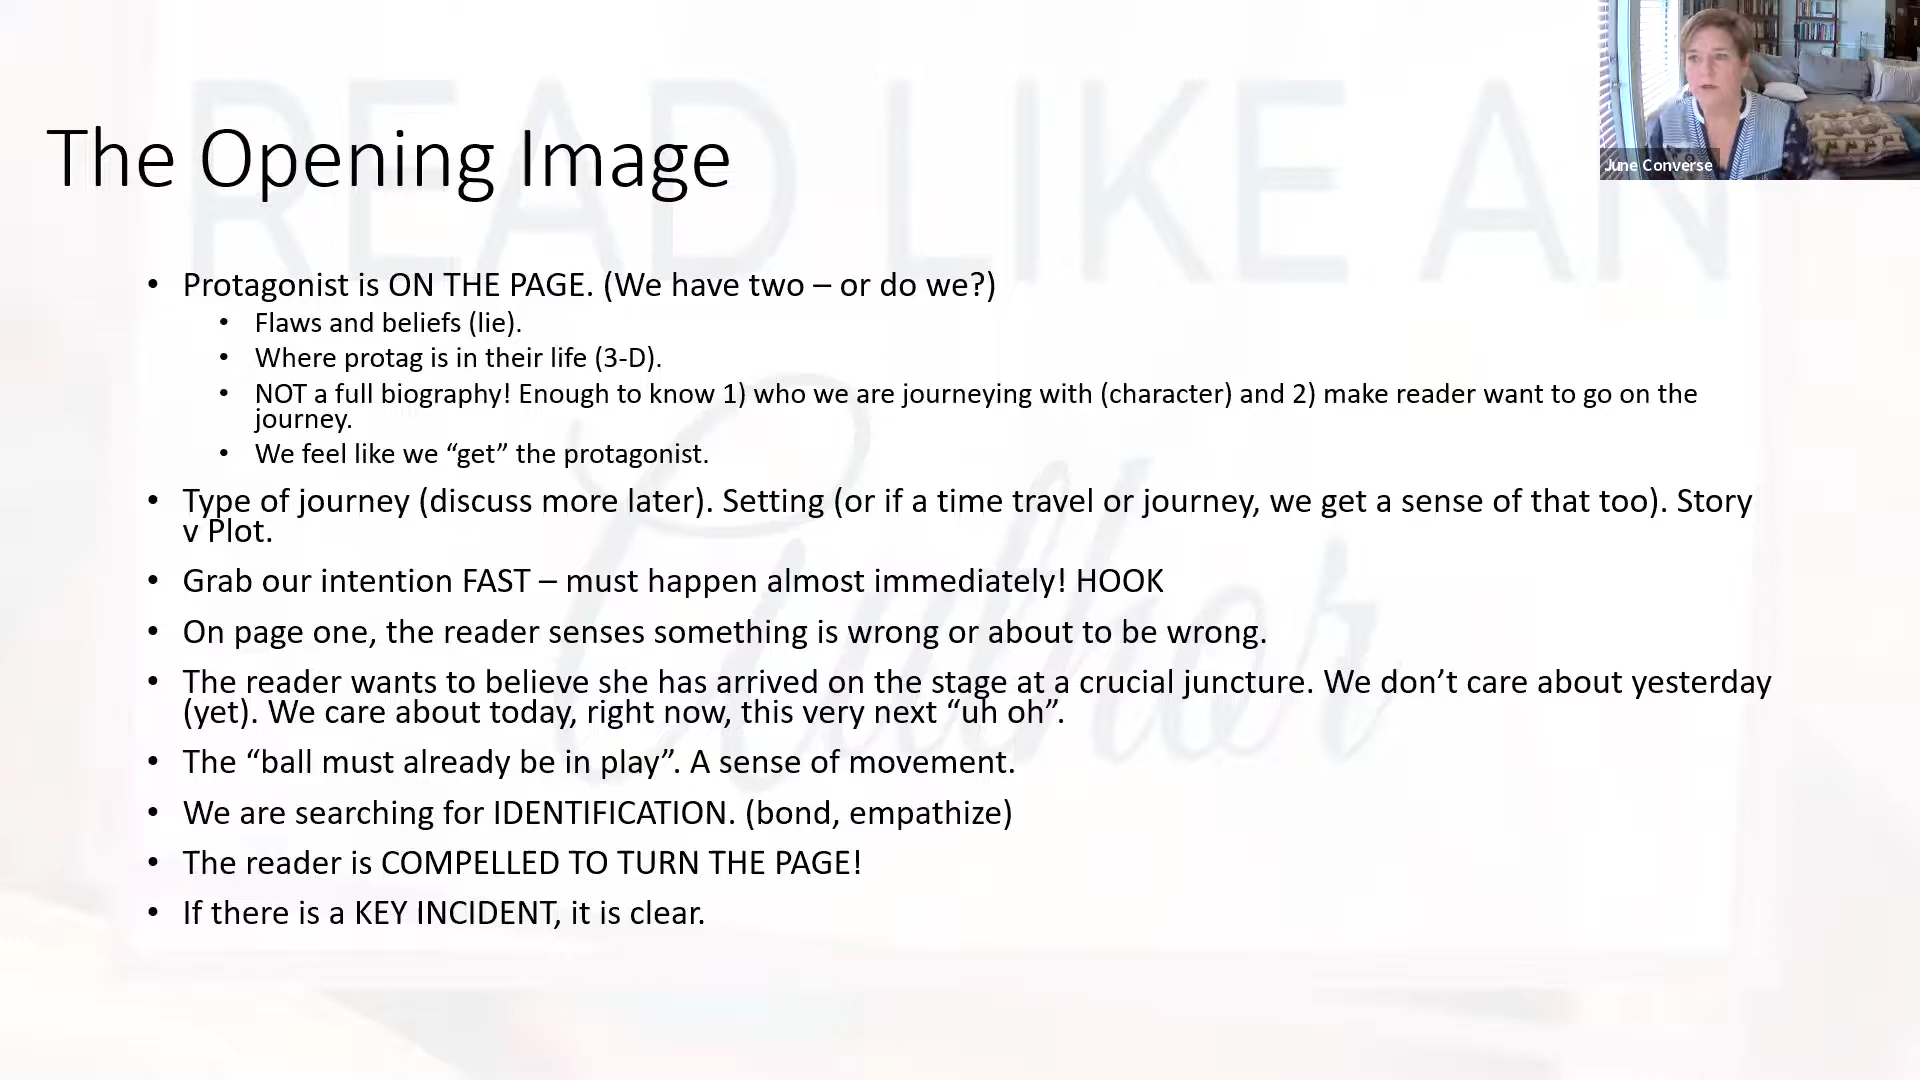 READ LIKE AN
Author
The Opening Image
June Converse
• Protagonist is ON THE PAGE. (We have two – or do we?)
• Flaws and beliefs (lie).
• Where protag is in their life (3-D).
• NOT a full biography! Enough to know 1) who we are journeying with (character) and 2) make reader want to go on the
journey.
• We feel like we “get” the protagonist.
• Type of journey (discuss more later). Setting (or if a time travel or journey, we get a sense of that too). Story
v Plot.
• Grab our intention FAST – must happen almost immediately! HOOK
• On page one, the reader senses something is wrong or about to be wrong.
• The reader wants to believe she has arrived on the stage at a crucial juncture. We don’t care about yesterday
(yet). We care about today, right now, this very next “uh oh”.
• The “ball must already be in play”. A sense of movement.
• We are searching for IDENTIFICATION. (bond, empathize)
• The reader is COMPELLED TO TURN THE PAGE!
• If there is a KEY INCIDENT, it is clear.